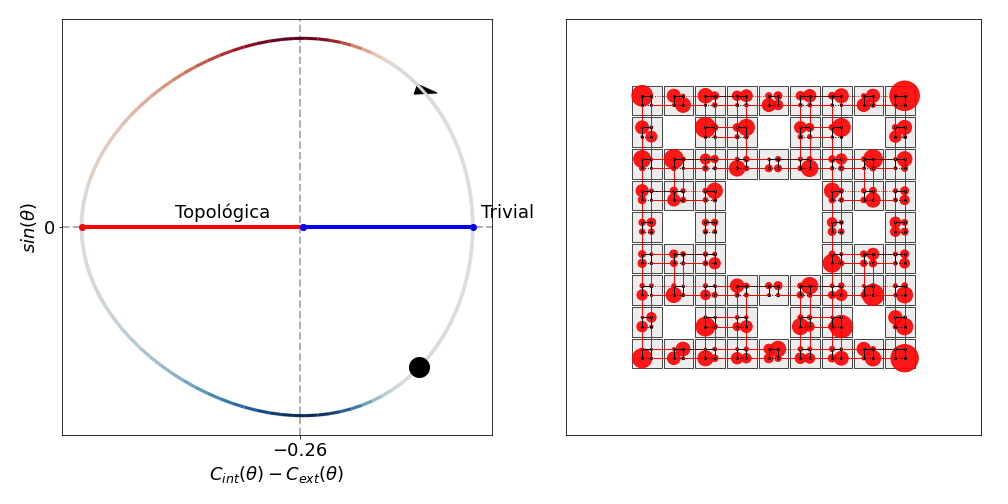 sin(θ)
0
Topológica
Trivial
−0.26
C_int(θ) − C_ext(θ)